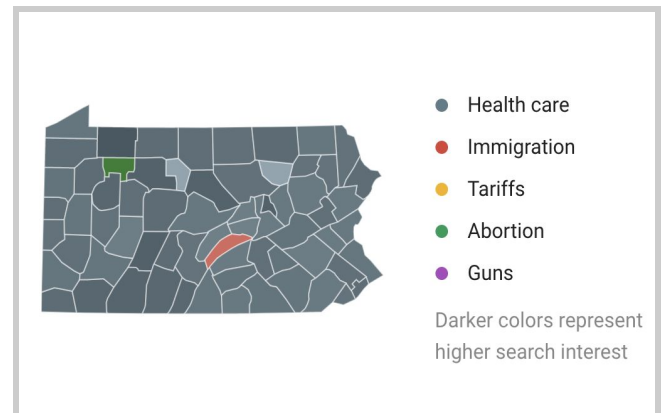 Health care
Immigration
Tariffs
Abortion
Guns
Darker colors represent
higher search interest